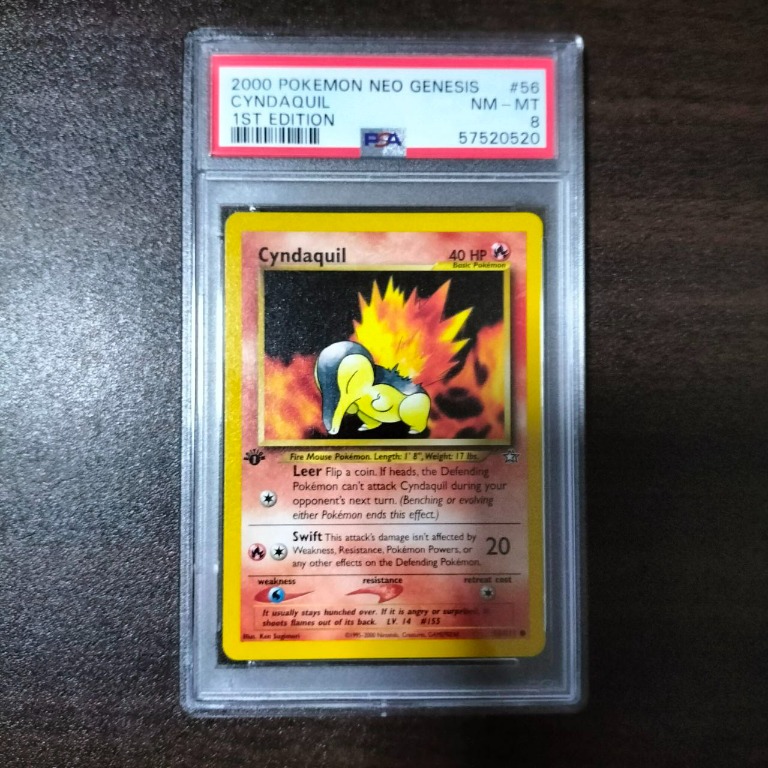 2000 POKEMON NEO GENESIS #56
CYNDAQUIL NM - MT
1ST EDITION 8
PSA 57520520
Cyndaquil 40 HP
Basic Pokémon
Fire Mouse Pokémon. Length: 1' 8", Weight: 17 lbs.
Leer Flip a coin. If heads, the Defending
Pokémon can't attack Cyndaquil during your
opponent's next turn. (Benching or evolving
either Pokémon ends this effect.)
Swift This attack's damage isn't affected by
Weakness, Resistance, Pokémon Powers, or
any other effects on the Defending Pokémon.
20
weakness resistance retreat cost
It usually stays hunched over. If it is angry or surprised, it
shoots flames out of its back. LV. 14 #155
Illus. Ken Sugimori ©1995, 2000 Nintendo, Creatures, GAMEFREAK